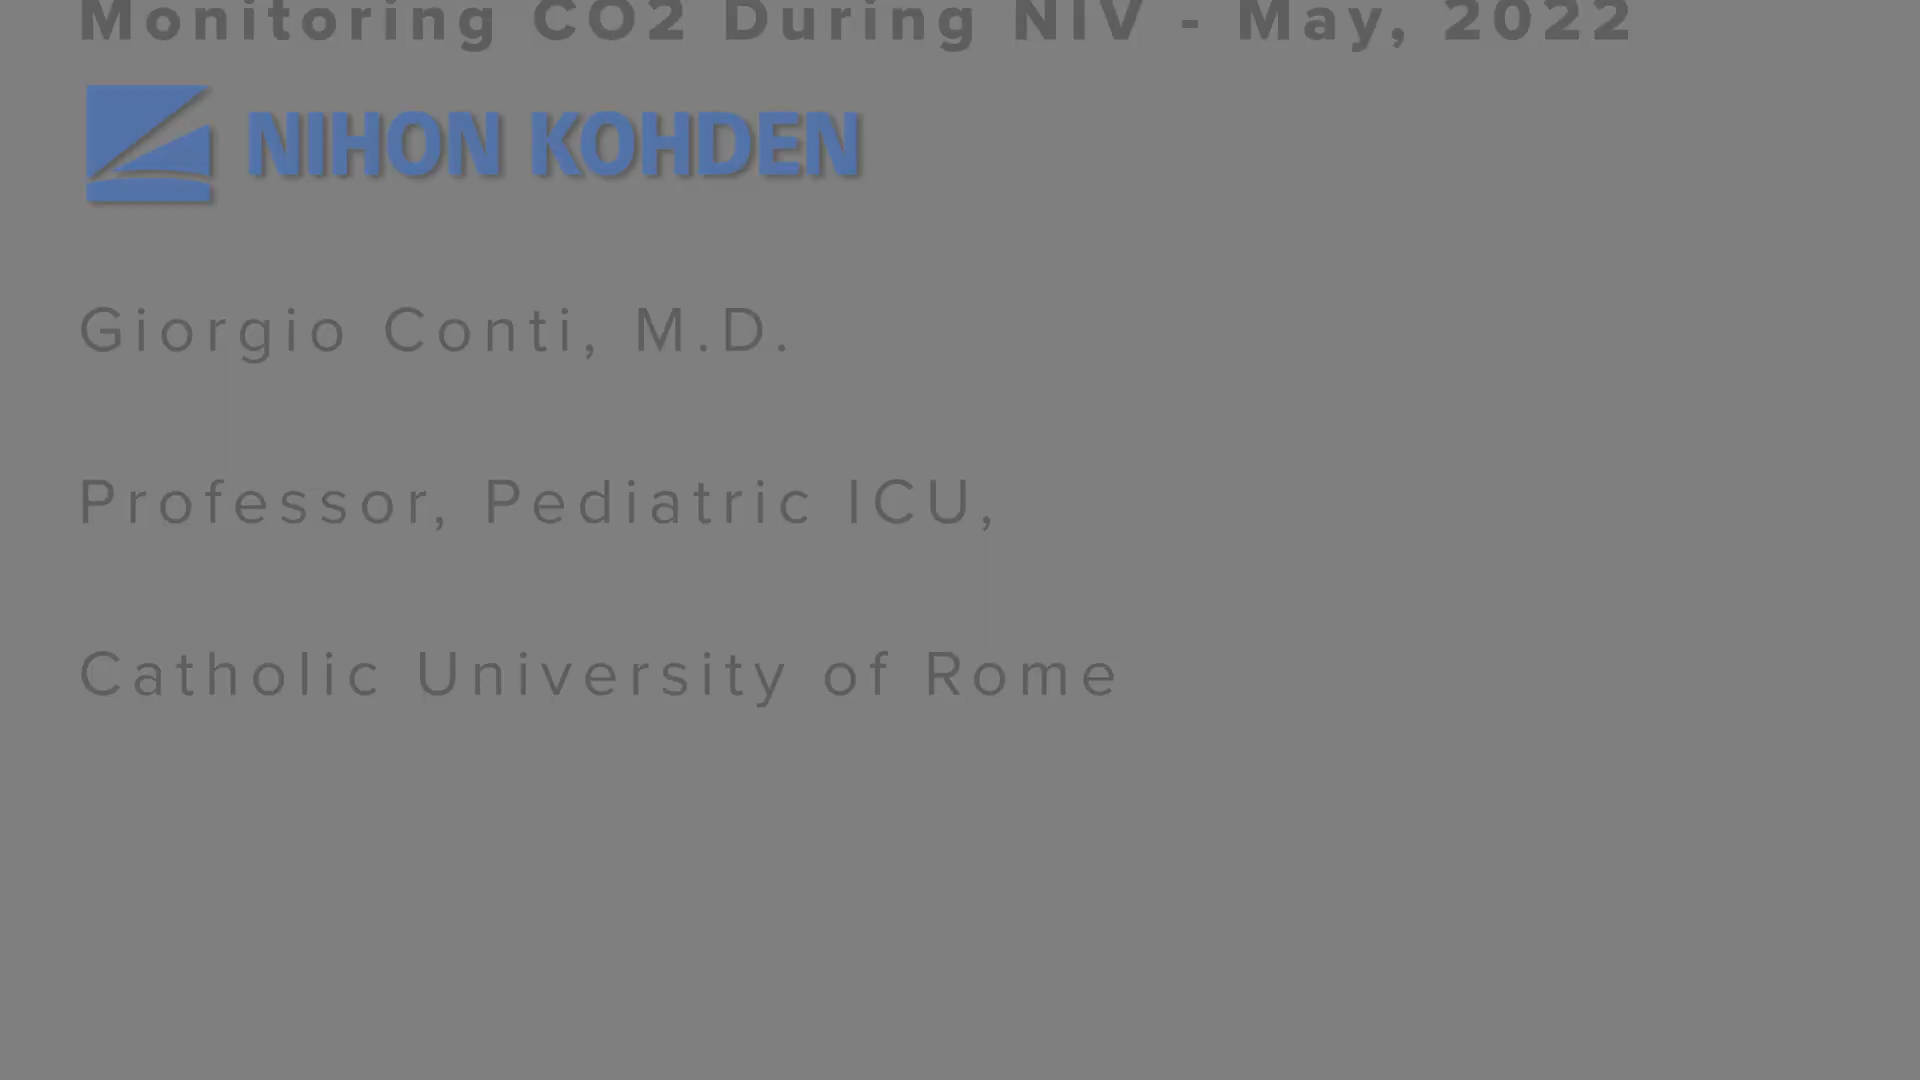 Monitoring CO2 During NIV - May, 2022
NIHON KOHDEN
Giorgio Conti, M.D.
Professor, Pediatric ICU,
Catholic University of Rome